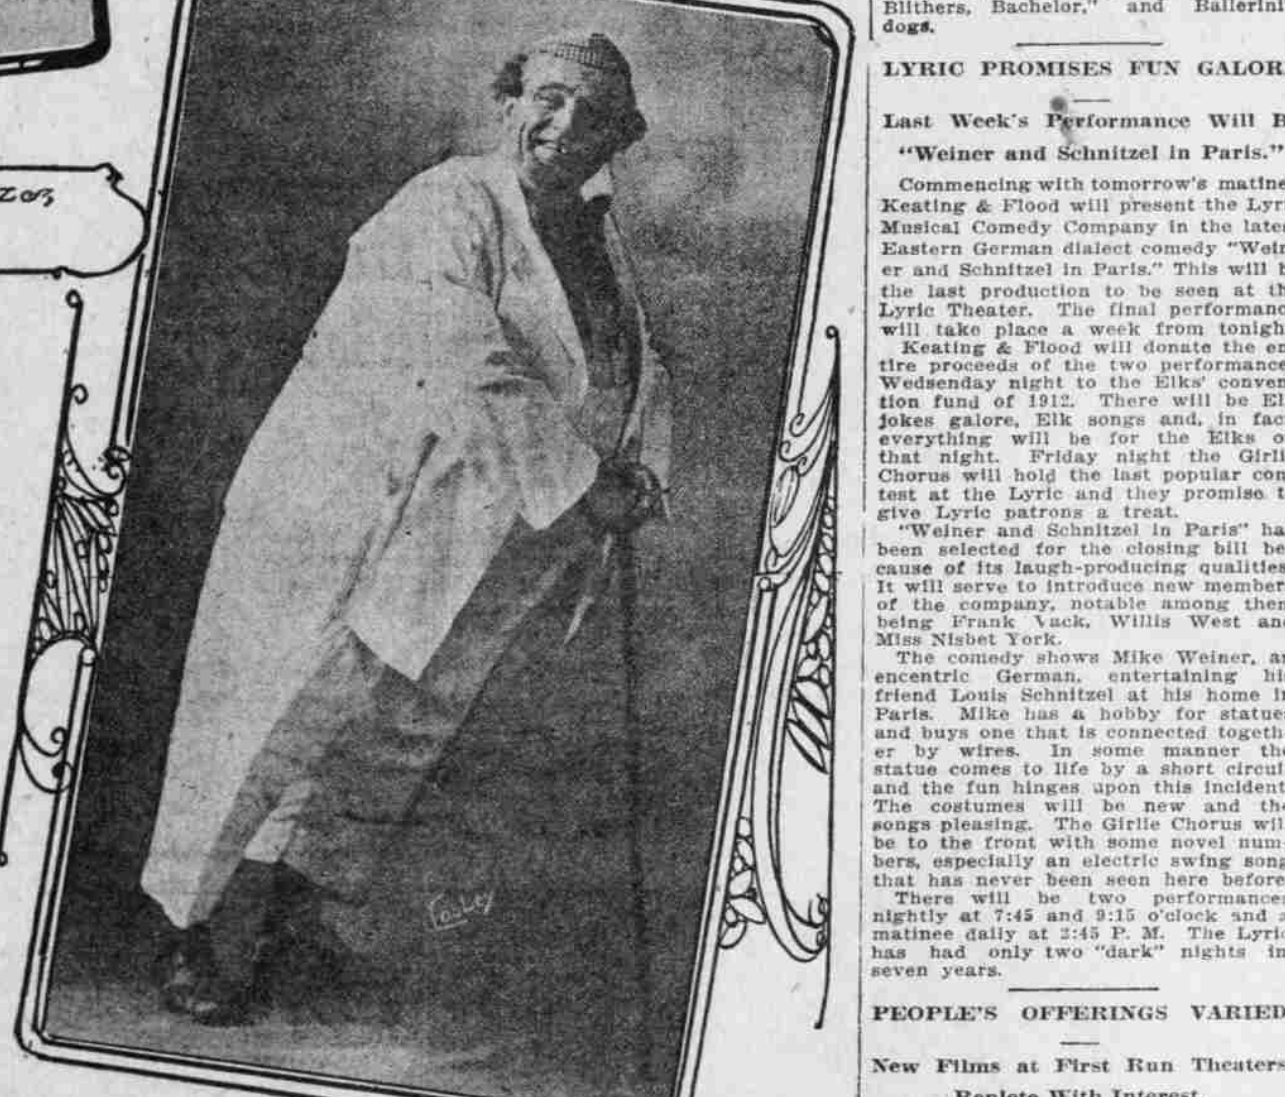 Blithers, Bachelor," and Ballerini
dogs.
LYRIC PROMISES FUN GALOR
Last Week's Performance Will B
"Weiner and Schnitzel in Paris."
Commencing with tomorrow's matine
Keating & Flood will present the Lyr
Musical Comedy Company in the late
Eastern German dialect comedy "Wein
er and Schnitzel in Paris." This will b
the last production to be seen at th
Lyric Theater. The final performanc
will take place a week from tonigh
Keating & Flood will donate the en
tire proceeds of the two performance
Wedsenday night to the Elks' conven
tion fund of 1912. There will be El
jokes galore, Elk songs and, in fac
everything will be for the Elks o
that night. Friday night the Girli
Chorus will hold the last popular con
test at the Lyric and they promise t
give Lyric patrons a treat.
"Weiner and Schnitzel in Paris" ha
been selected for the closing bill be
cause of its laugh-producing qualities
It will serve to introduce new member
of the company, notable among the
being Frank Vack, Willis West an
Miss Nisbet York.
The comedy shows Mike Weiner, a
encentric German, entertaining hi
friend Louis Schnitzel at his home i
Paris. Mike has a hobby for statue
and buys one that is connected togeth
er by wires. In some manner the
statue comes to life by a short circui
and the fun hinges upon this incident
The costumes will be new and the
songs pleasing. The Girlie Chorus wil
be to the front with some novel num-
bers, especially an electric swing song
that has never been seen here before
There will be two performances
nightly at 7:45 and 9:15 o'clock and a
matinee daily at 2:45 P. M. The Lyric
has had only two "dark" nights in
seven years.
PEOPLE'S OFFERINGS VARIED
New Films at First Run Theaters
Replete With Interest